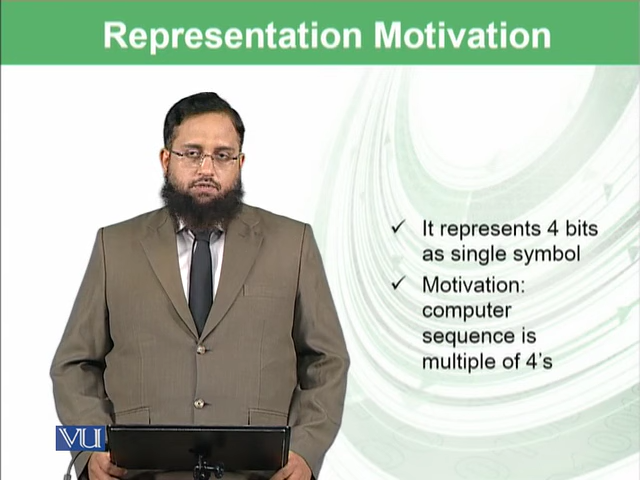 Representation Motivation
✓ It represents 4 bits
as single symbol
✓ Motivation:
computer
sequence is
multiple of 4's
VU